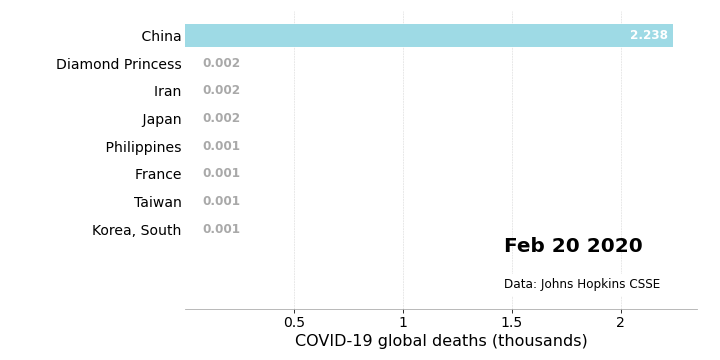 China 2.238
Diamond Princess 0.002
Iran 0.002
Japan 0.002
Philippines 0.001
France 0.001
Taiwan 0.001
Korea, South 0.001
Feb 20 2020
Data: Johns Hopkins CSSE
0.5 1 1.5 2
COVID-19 global deaths (thousands)